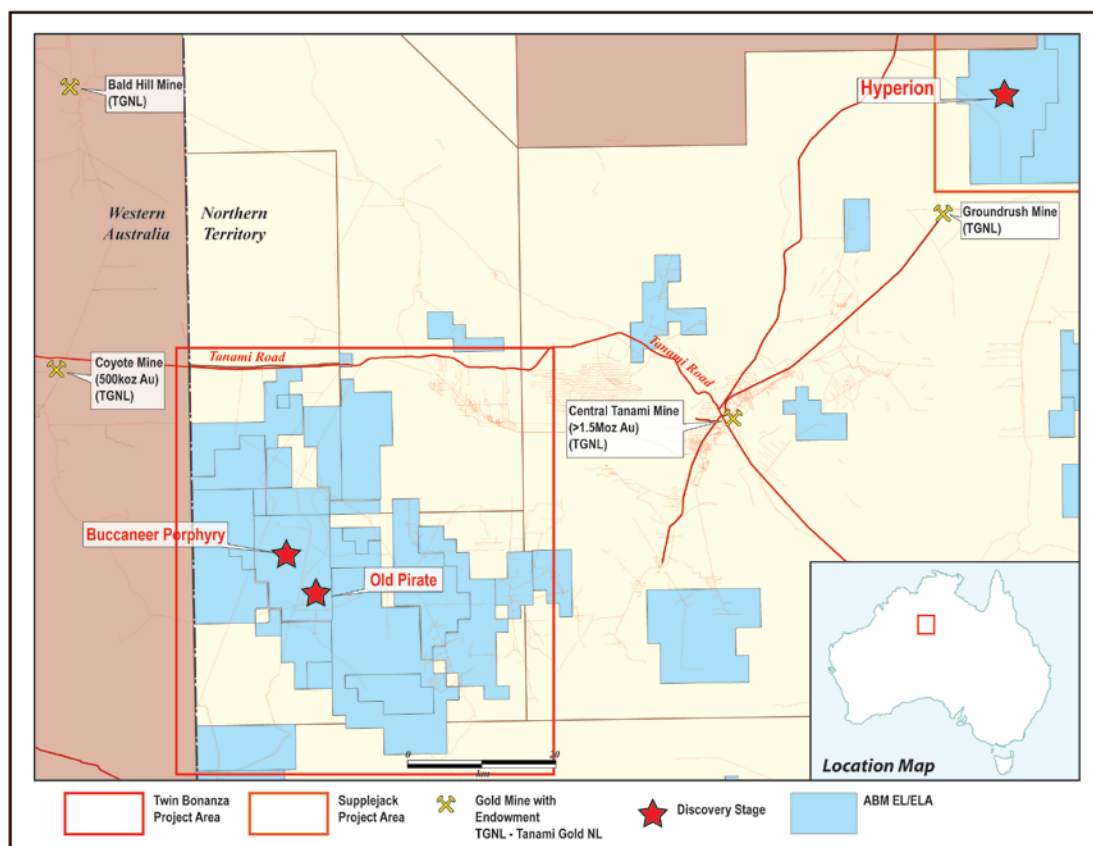 Bald Hill Mine
(TGNL)
Hyperion
Western
Australia
Northern
Territory
Groundrush Mine
(TGNL)
Tanami Road
Tanami Road
Coyote Mine
(500koz Au)
(TGNL)
Central Tanami Mine
(>1.5Moz Au)
(TGNL)
Buccaneer Porphyry
Old Pirate
0
20
km
Location Map
Twin Bonanza
Project Area
Supplejack
Project Area
Gold Mine with
Endowment
TGNL - Tanami Gold NL
Discovery Stage
ABM EL/ELA